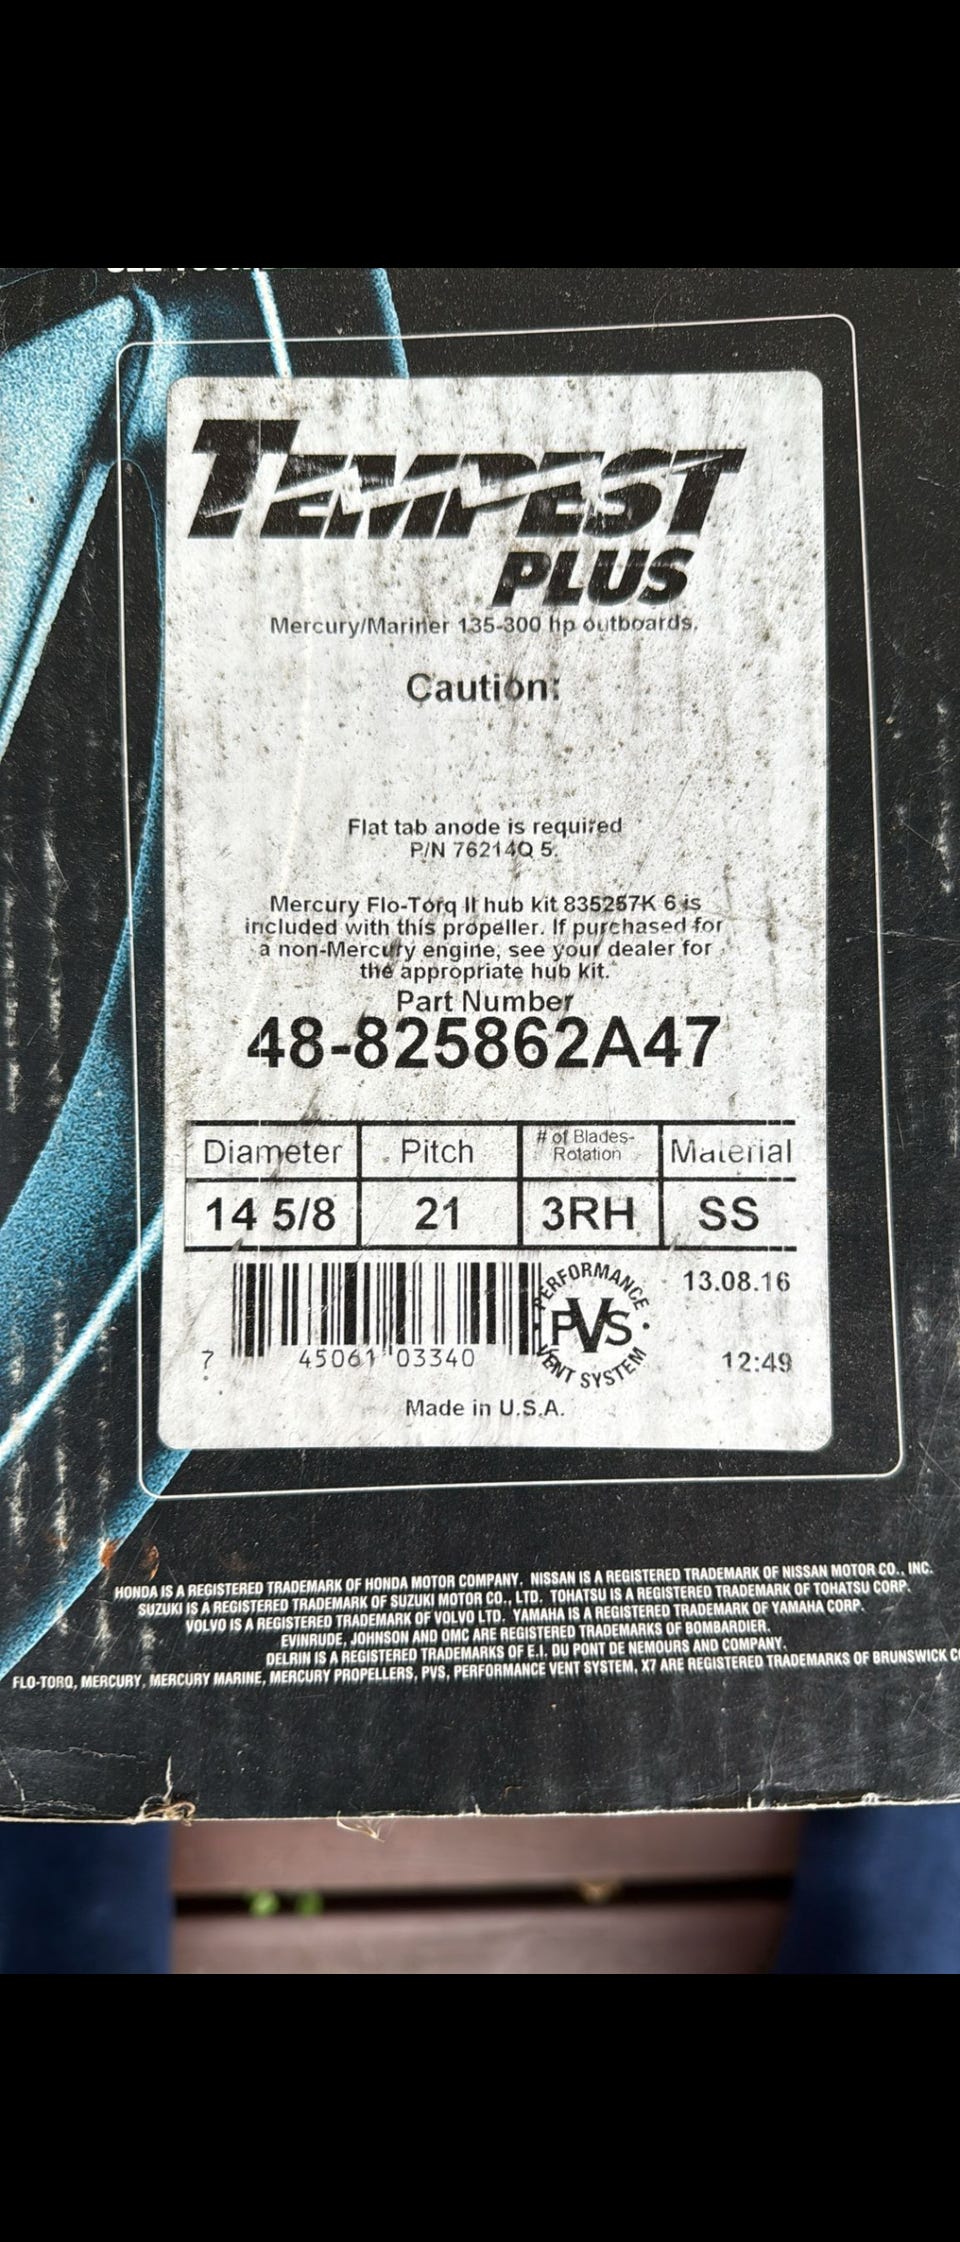 TEMPEST
PLUS
Mercury/Mariner 135-300 hp outboards.
Caution:
Flat tab anode is required
P/N 76214Q 5.
Mercury Flo-Torq II hub kit 835257K 6 is
included with this propeller. If purchased for
a non-Mercury engine, see your dealer for
the appropriate hub kit.
Part Number
48-825862A47
Diameter Pitch # of Blades-Rotation Material
14 5/8 21 3RH SS
PERFORMANCE
PVS
VENT SYSTEM
13.08.16
7 45061 03340
12:49
Made in U.S.A.
HONDA IS A REGISTERED TRADEMARK OF HONDA MOTOR COMPANY. NISSAN IS A REGISTERED TRADEMARK OF NISSAN MOTOR CO., INC.
SUZUKI IS A REGISTERED TRADEMARK OF SUZUKI MOTOR CO., LTD. TOHATSU IS A REGISTERED TRADEMARK OF TOHATSU CORP.
VOLVO IS A REGISTERED TRADEMARK OF VOLVO LTD. YAMAHA IS A REGISTERED TRADEMARK OF YAMAHA CORP.
EVINRUDE, JOHNSON AND OMC ARE REGISTERED TRADEMARKS OF BOMBARDIER.
DELRIN IS A REGISTERED TRADEMARKS OF E.I. DU PONT DE NEMOURS AND COMPANY.
FLO-TORQ, MERCURY, MERCURY MARINE, MERCURY PROPELLERS, PVS, PERFORMANCE VENT SYSTEM, X7 ARE REGISTERED TRADEMARKS OF BRUNSWICK